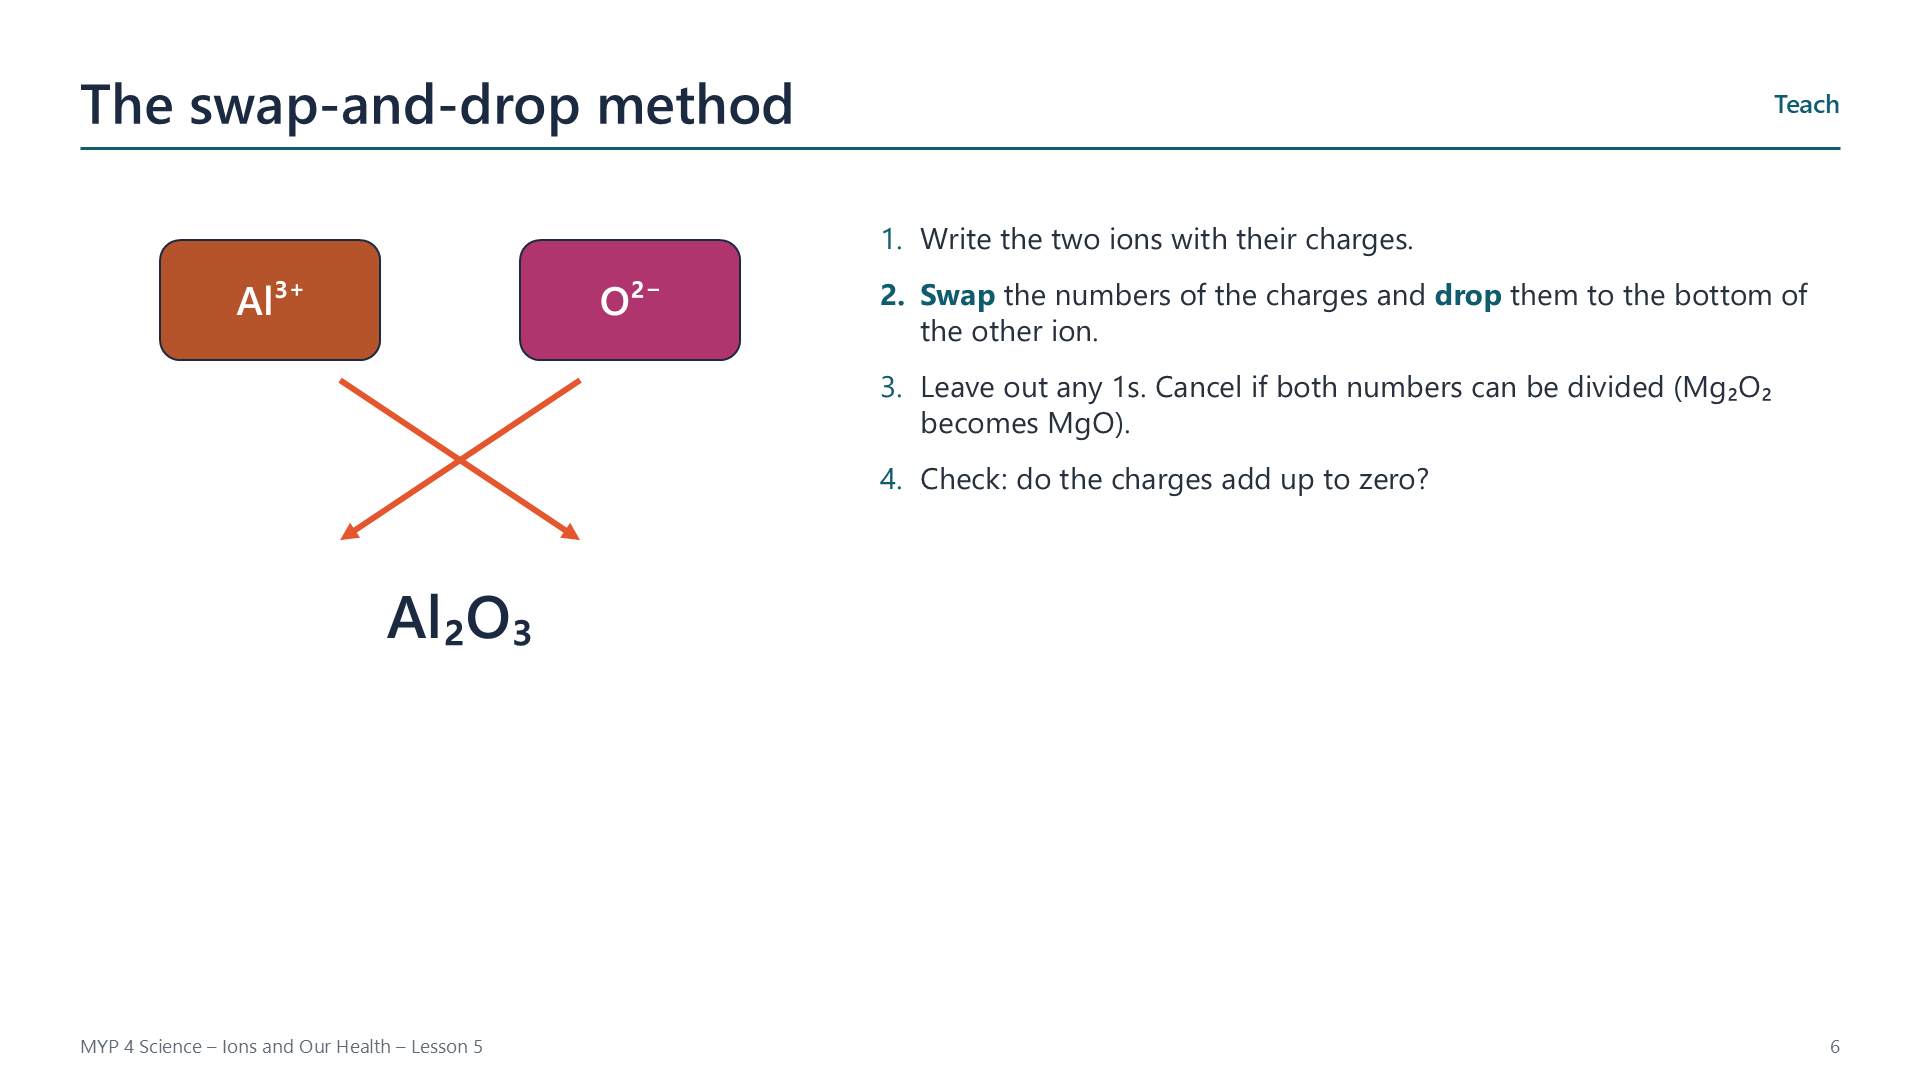 The swap-and-drop method
Teach
Al³⁺
O²⁻
Al₂O₃
1. Write the two ions with their charges.
2. Swap the numbers of the charges and drop them to the bottom of
the other ion.
3. Leave out any 1s. Cancel if both numbers can be divided (Mg₂O₂
becomes MgO).
4. Check: do the charges add up to zero?
MYP 4 Science – Ions and Our Health – Lesson 5
6